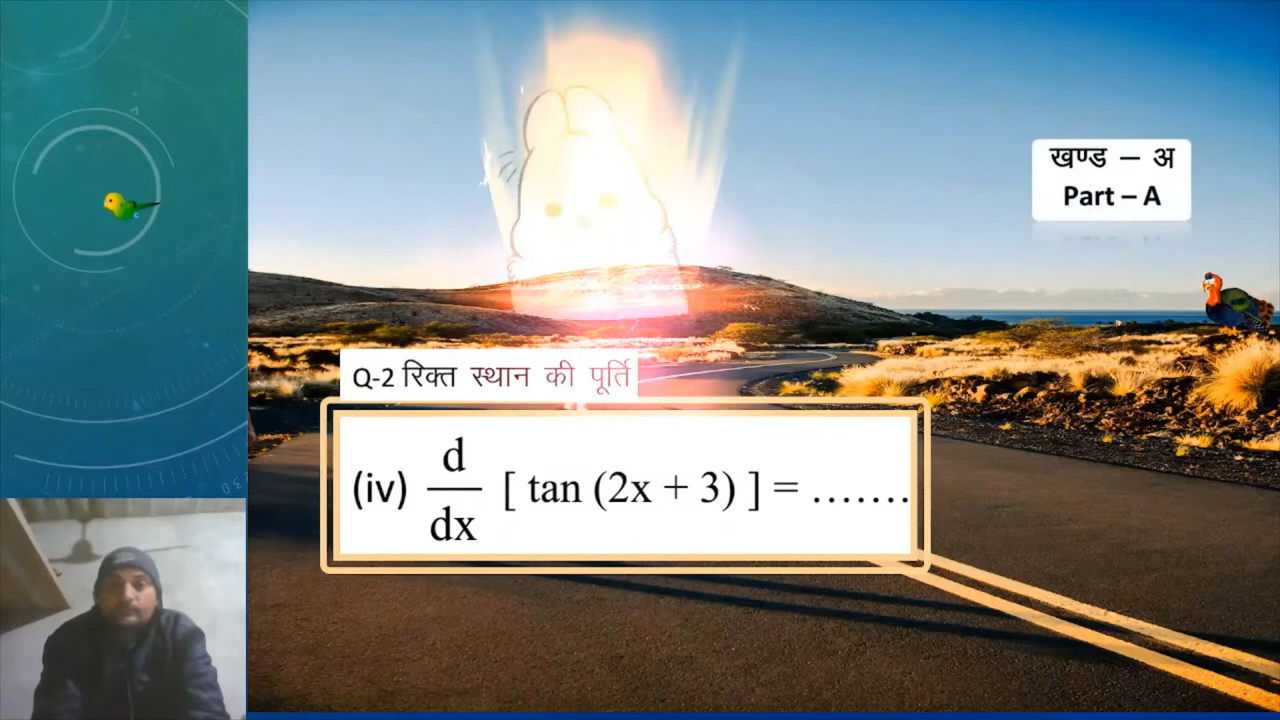 खण्ड – अ
Part – A
Q-2 रिक्त स्थान की पूर्ति
(iv) d/dx [ tan (2x + 3) ] = .......